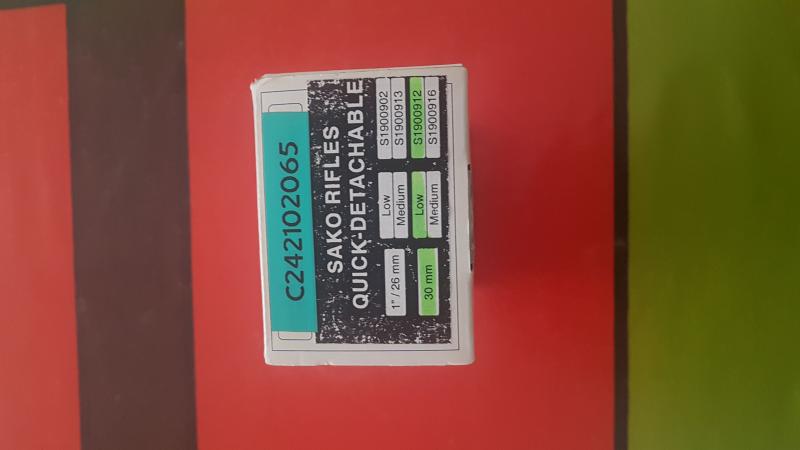 C242102065
SAKO RIFLES
QUICK-DETACHABLE
1" / 26 mm Low S1900902
Medium S1900913
30 mm Low S1900912
Medium S1900916